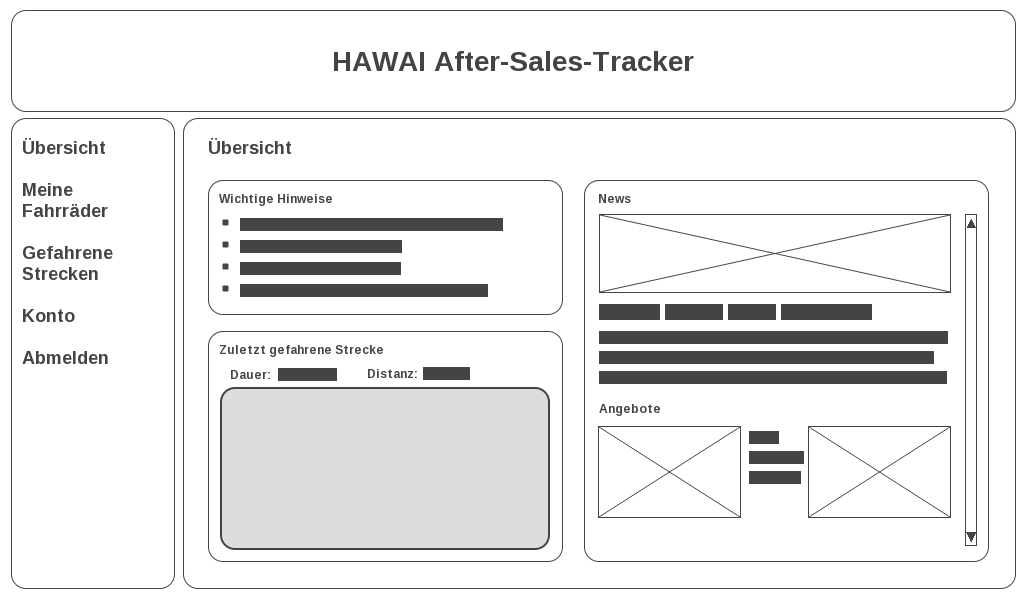 HAWAI After-Sales-Tracker
Übersicht
Meine
Fahrräder
Gefahrene
Strecken
Konto
Abmelden
Übersicht
Wichtige Hinweise
Zuletzt gefahrene Strecke
Dauer:
Distanz:
News
Angebote